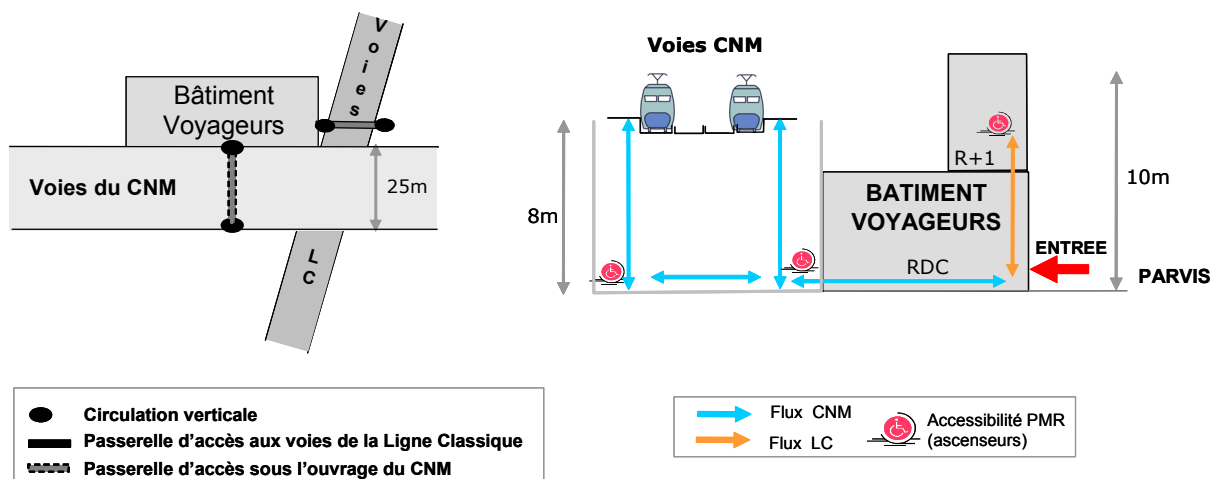 Voies
Bâtiment
Voyageurs
Voies du CNM
25m
LC
Circulation verticale
Passerelle d'accès aux voies de la Ligne Classique
Passerelle d'accès sous l'ouvrage du CNM
Voies CNM
8m
R+1
10m
BATIMENT
VOYAGEURS
ENTREE
RDC
PARVIS
Flux CNM
Flux LC
Accessibilité PMR
(ascenseurs)